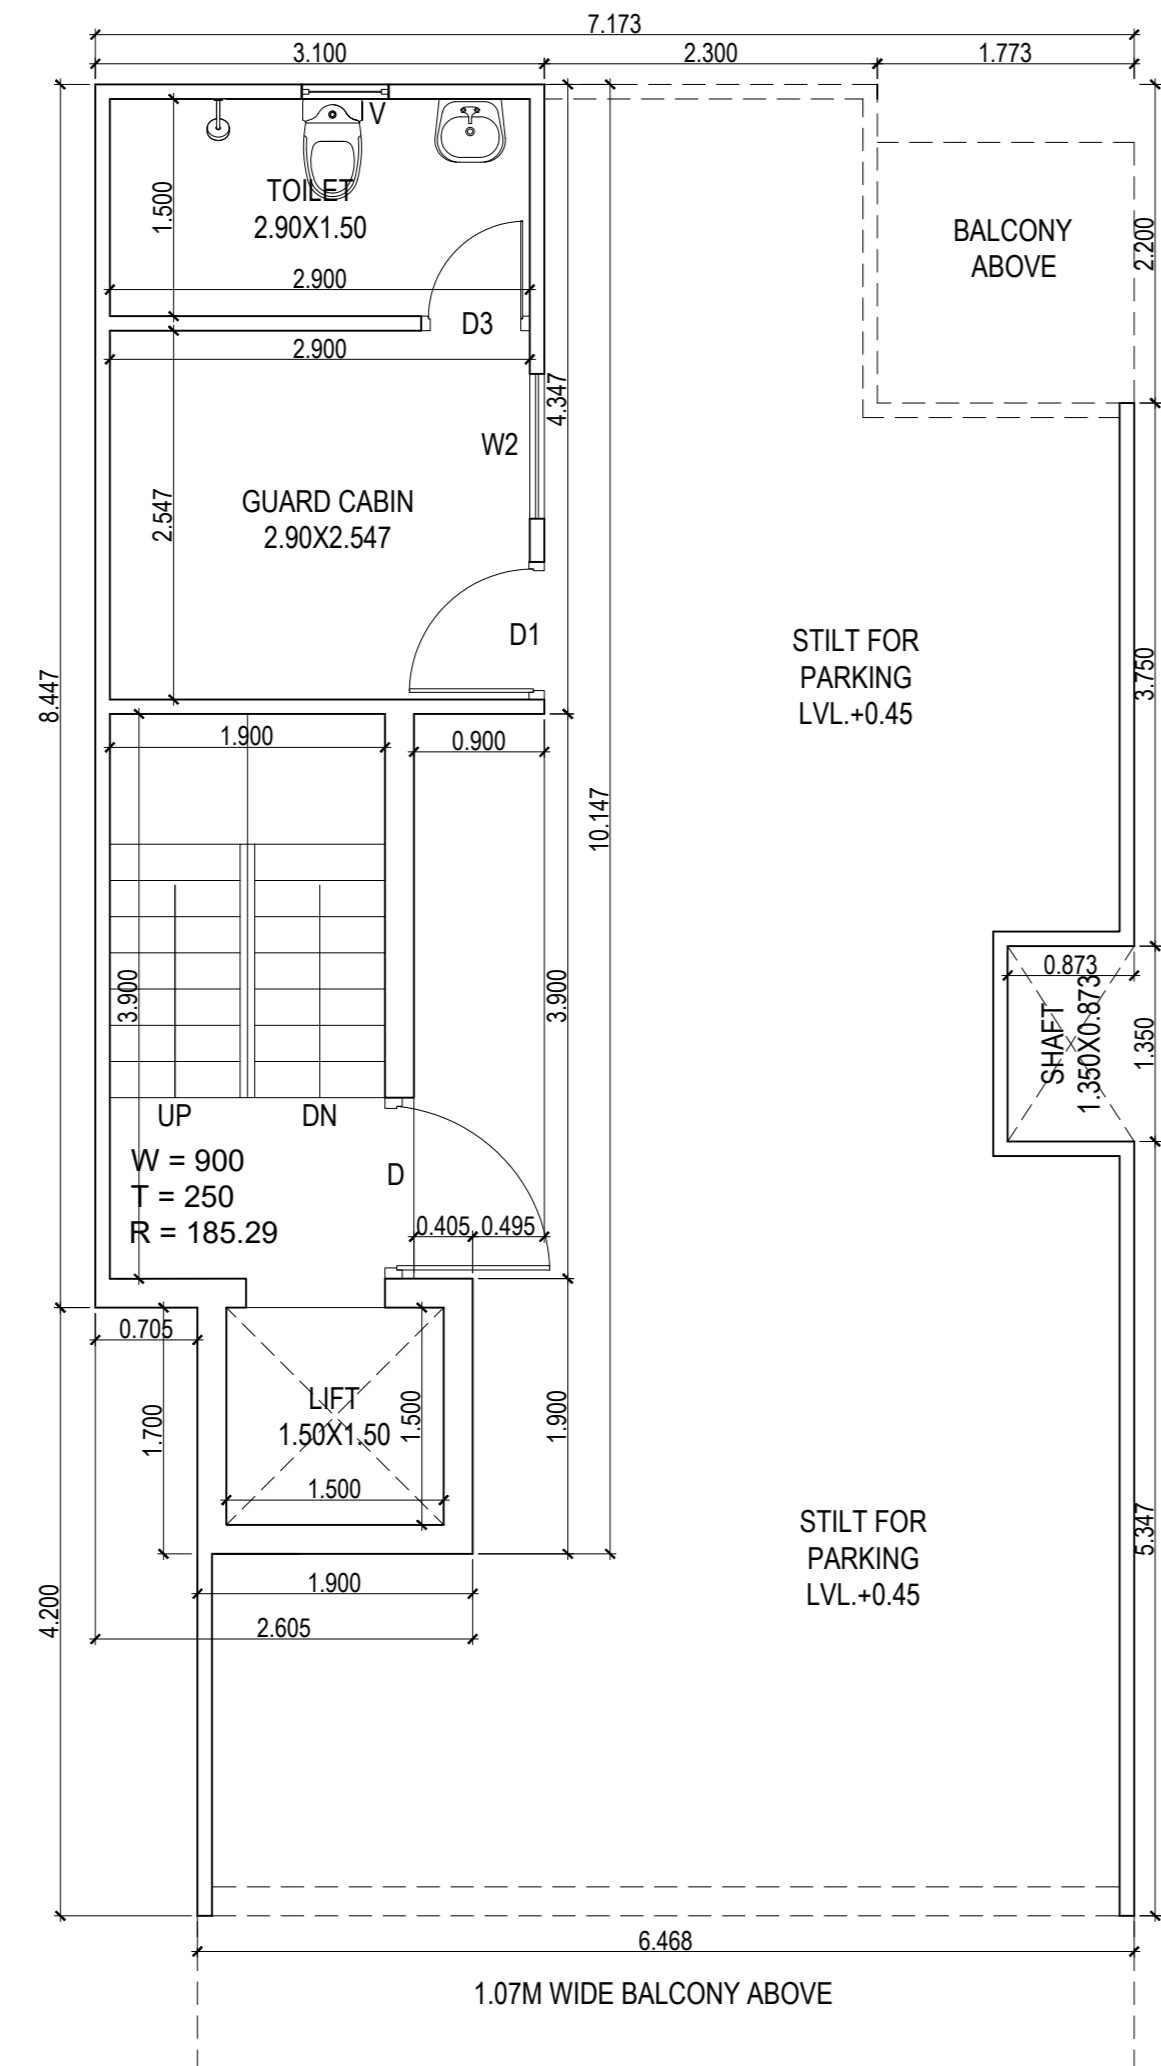 7.173
3.100
2.300
1.773
V
TOILET
2.90X1.50
1.500
2.900
D3
BALCONY
ABOVE
2.200
2.900
4.347
W2
GUARD CABIN
2.90X2.547
2.547
D1
STILT FOR
PARKING
LVL.+0.45
3.750
8.447
1.900
0.900
10.147
3.900
3.900
0.873
SHAFT
1.350X0.873
1.350
UP
DN
W = 900
T = 250
R = 185.29
D
0.405
0.495
0.705
LIFT
1.50X1.50
1.500
1.700
1.900
1.500
STILT FOR
PARKING
LVL.+0.45
5.347
1.900
4.200
2.605
6.468
1.07M WIDE BALCONY ABOVE